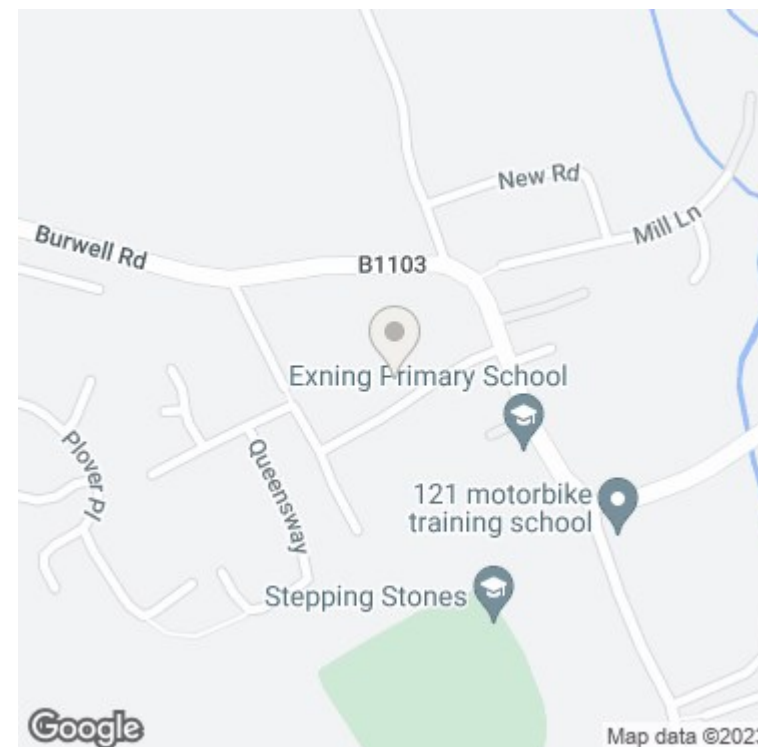 New Rd
Mill Ln
Burwell Rd
B1103
Exning Primary School
Plover Pl
Queensway
121 motorbike
training school
Stepping Stones
Google
Map data ©2023